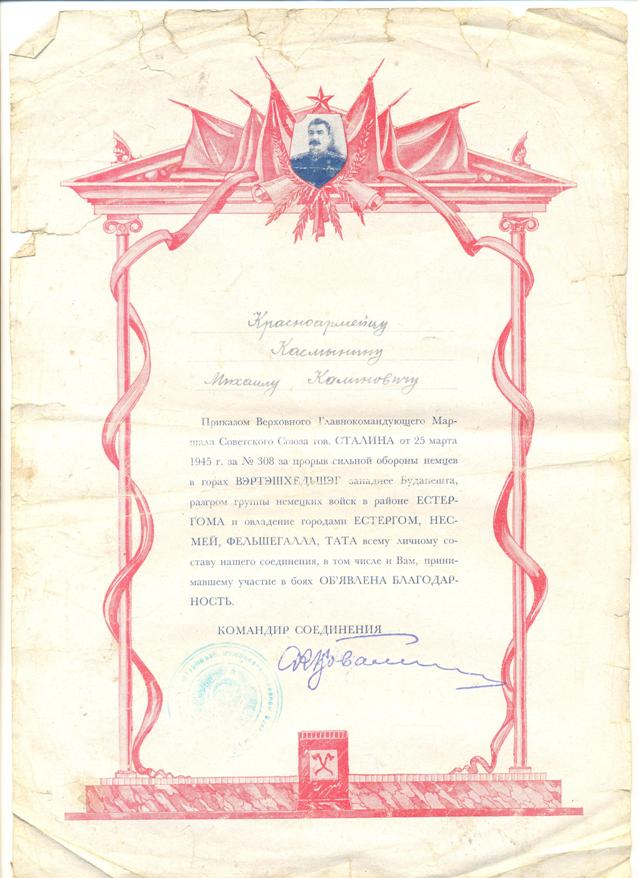 Красноармейцу
Касмынину
Михаилу Калиновичу
Приказом Верховного Главнокомандующего Мар-
шала Советского Союза тов. СТАЛИНА от 25 марта
1945 г. за № 308 за прорыв сильной обороны немцев
в горах ВЭРТЭШХЕДЬШЭГ западнее Будапешта,
разгром группы немецких войск в районе ЕСТЕР-
ГОМА и овладение городами ЕСТЕРГОМ, НЕС-
МЕЙ, ФЕЛЬШЕГАЛЛА, ТАТА всему личному со-
ставу нашего соединения, в том числе и Вам, прини-
мавшему участие в боях ОБ'ЯВЛЕНА БЛАГОДАР-
НОСТЬ.
КОМАНДИР СОЕДИНЕНИЯ